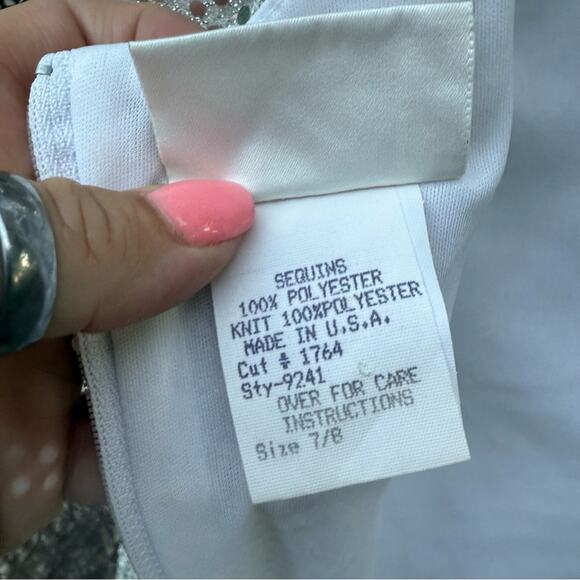 SEQUINS
100% POLYESTER
KNIT 100%POLYESTER
MADE IN U.S.A.
Cut # 1764
Sty-9241
OVER FOR CARE
INSTRUCTIONS
Size 7/8